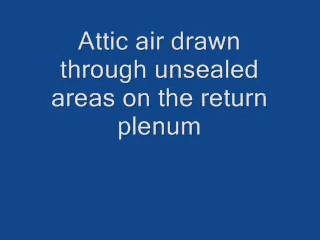 Attic air drawn
through unsealed
areas on the return
plenum